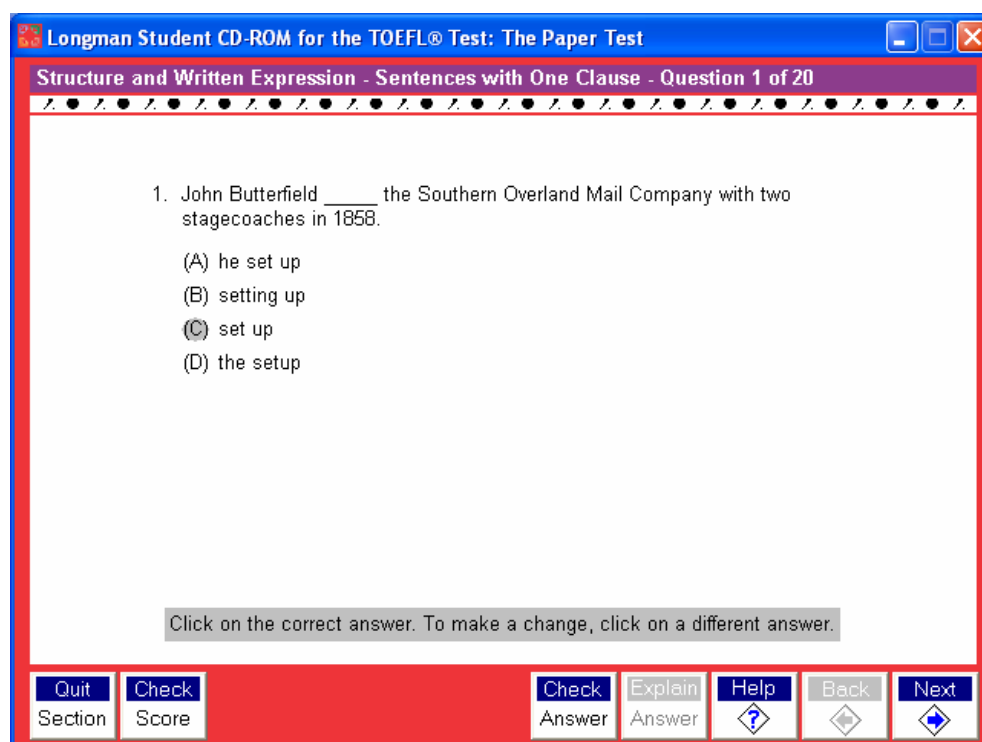 Longman Student CD-ROM for the TOEFL® Test: The Paper Test
Structure and Written Expression - Sentences with One Clause - Question 1 of 20
1. John Butterfield _____ the Southern Overland Mail Company with two
stagecoaches in 1858.
(A) he set up
(B) setting up
(C) set up
(D) the setup
Click on the correct answer. To make a change, click on a different answer.
Quit Check Check Explain Help Back Next
Section Score Answer Answer ?